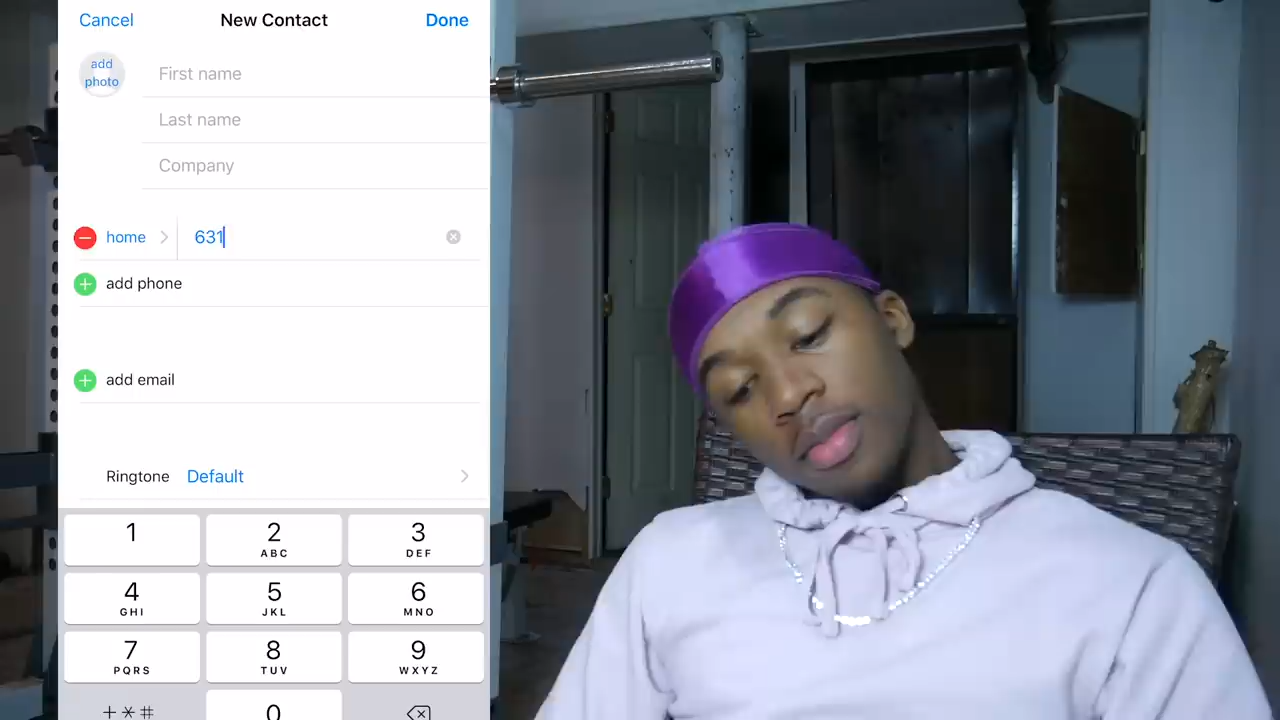 Cancel New Contact Done
add
photo
First name
Last name
Company
home 631
add phone
add email
Ringtone Default
1 2 3
ABC DEF
4 5 6
GHI JKL MNO
7 8 9
PQRS TUV WXYZ
+*# 0